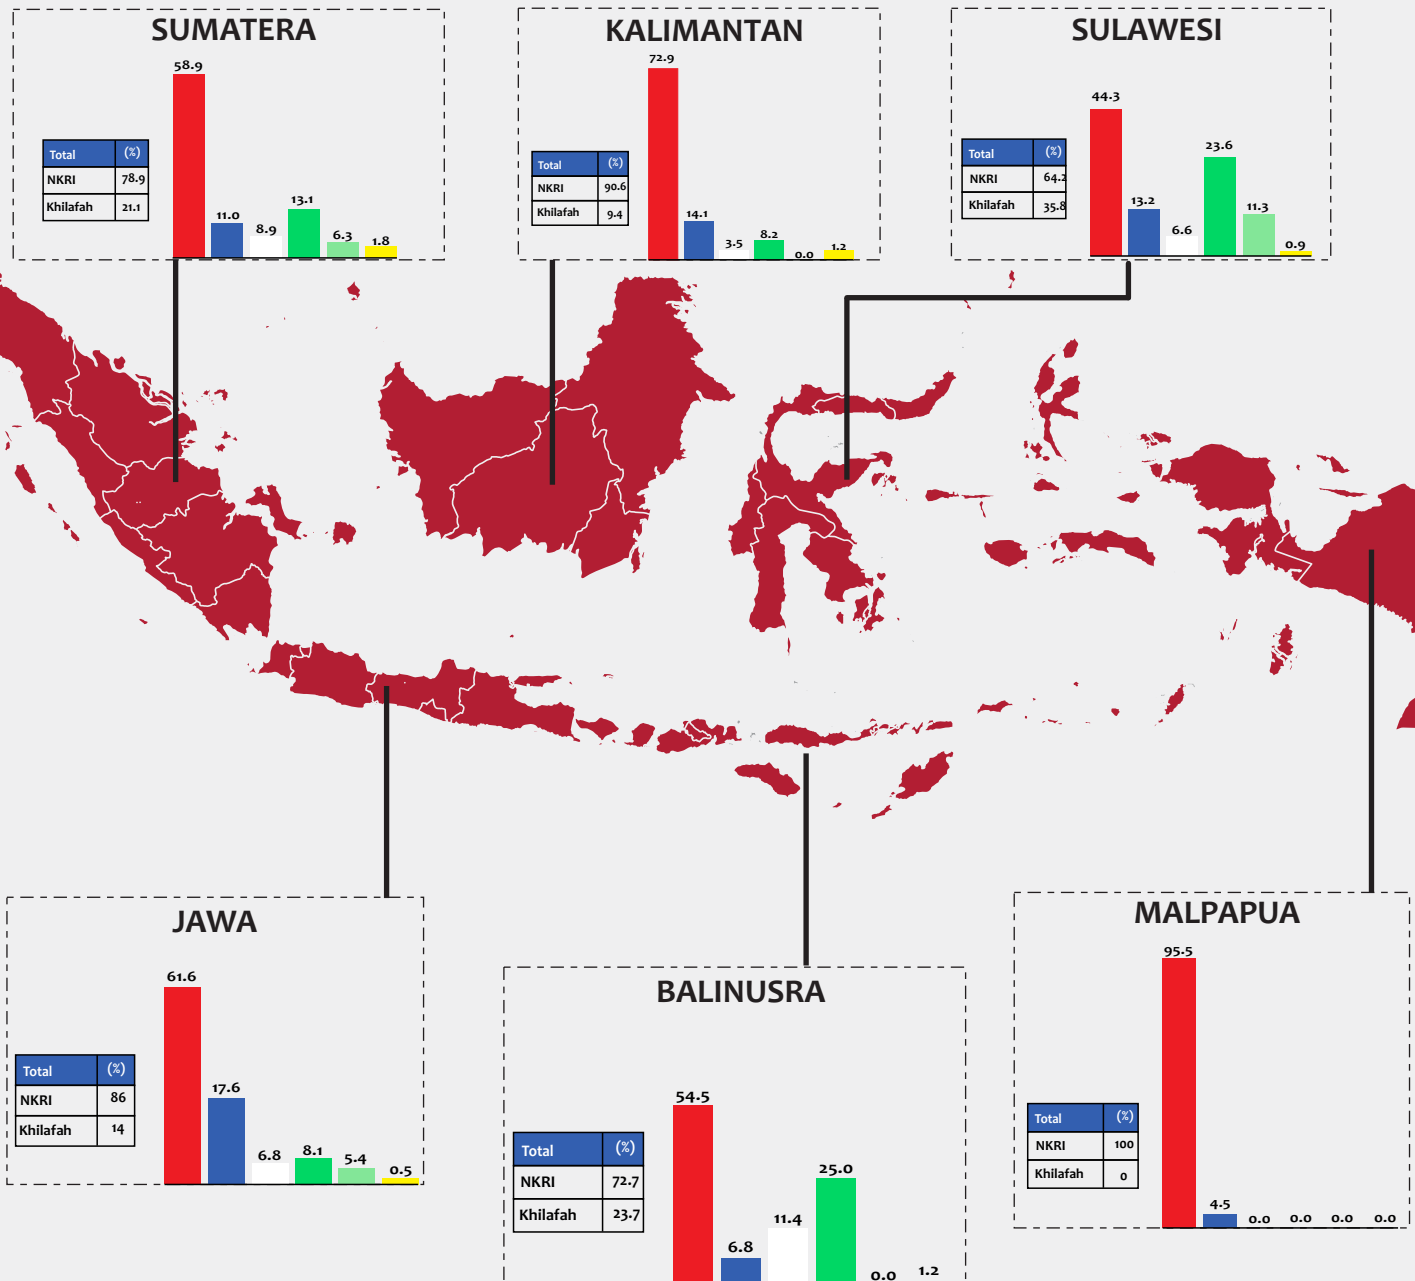 SUMATERA
58.9
11.0
8.9
13.1
6.3
1.8
Total (%)
NKRI 78.9
Khilafah 21.1
KALIMANTAN
72.9
14.1
3.5
8.2
0.0
1.2
Total (%)
NKRI 90.6
Khilafah 9.4
SULAWESI
44.3
13.2
6.6
23.6
11.3
0.9
Total (%)
NKRI 64.2
Khilafah 35.8
JAWA
61.6
17.6
6.8
8.1
5.4
0.5
Total (%)
NKRI 86
Khilafah 14
BALINUSRA
54.5
6.8
11.4
25.0
0.0
1.2
Total (%)
NKRI 72.7
Khilafah 23.7
MALPAPUA
95.5
4.5
0.0
0.0
0.0
0.0
Total (%)
NKRI 100
Khilafah 0